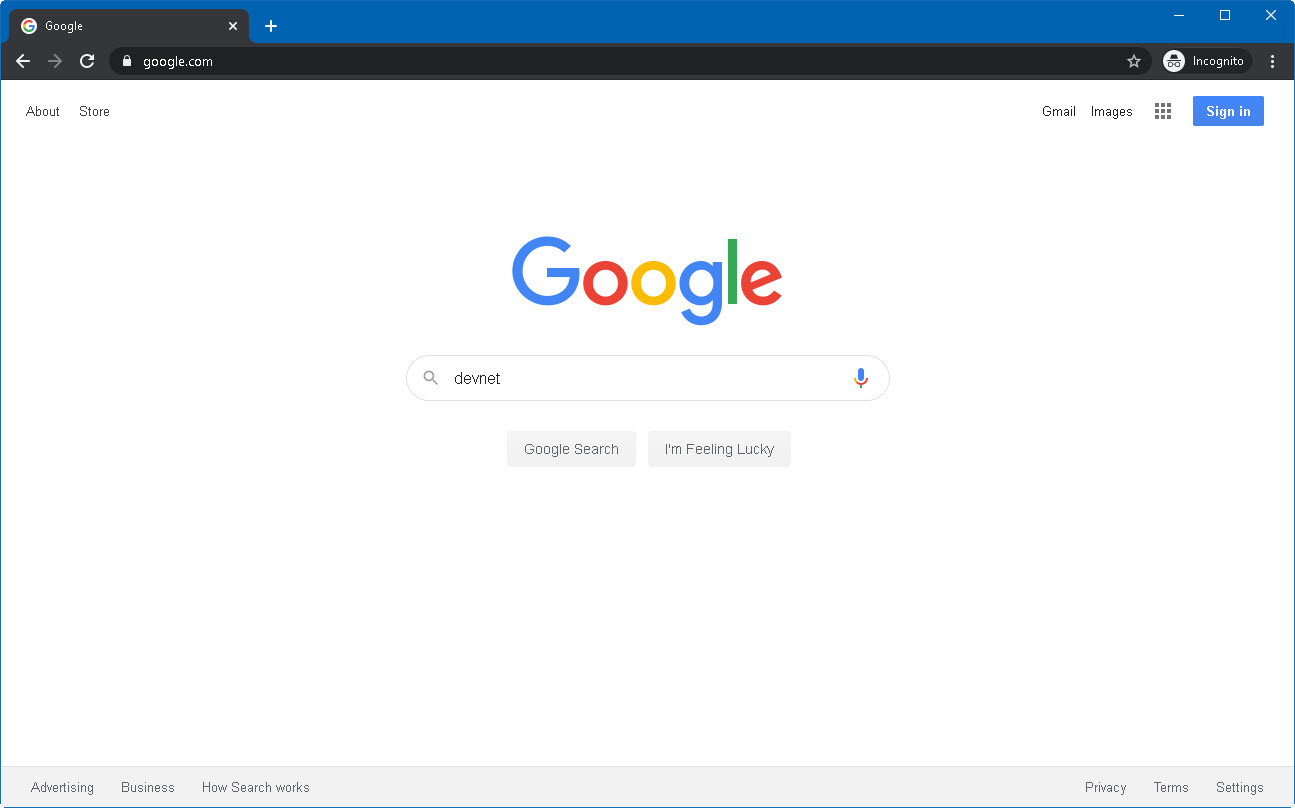 Google
google.com
Incognito
About Store
Gmail Images Sign in
Google
devnet
Google Search I'm Feeling Lucky
Advertising Business How Search works
Privacy Terms Settings